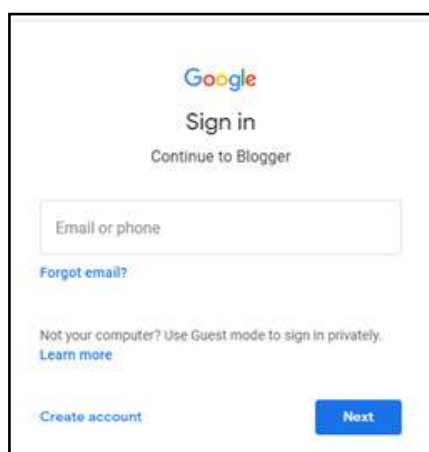 Google
Sign in
Continue to Blogger
Email or phone
Forgot email?
Not your computer? Use Guest mode to sign in privately.
Learn more
Create account
Next